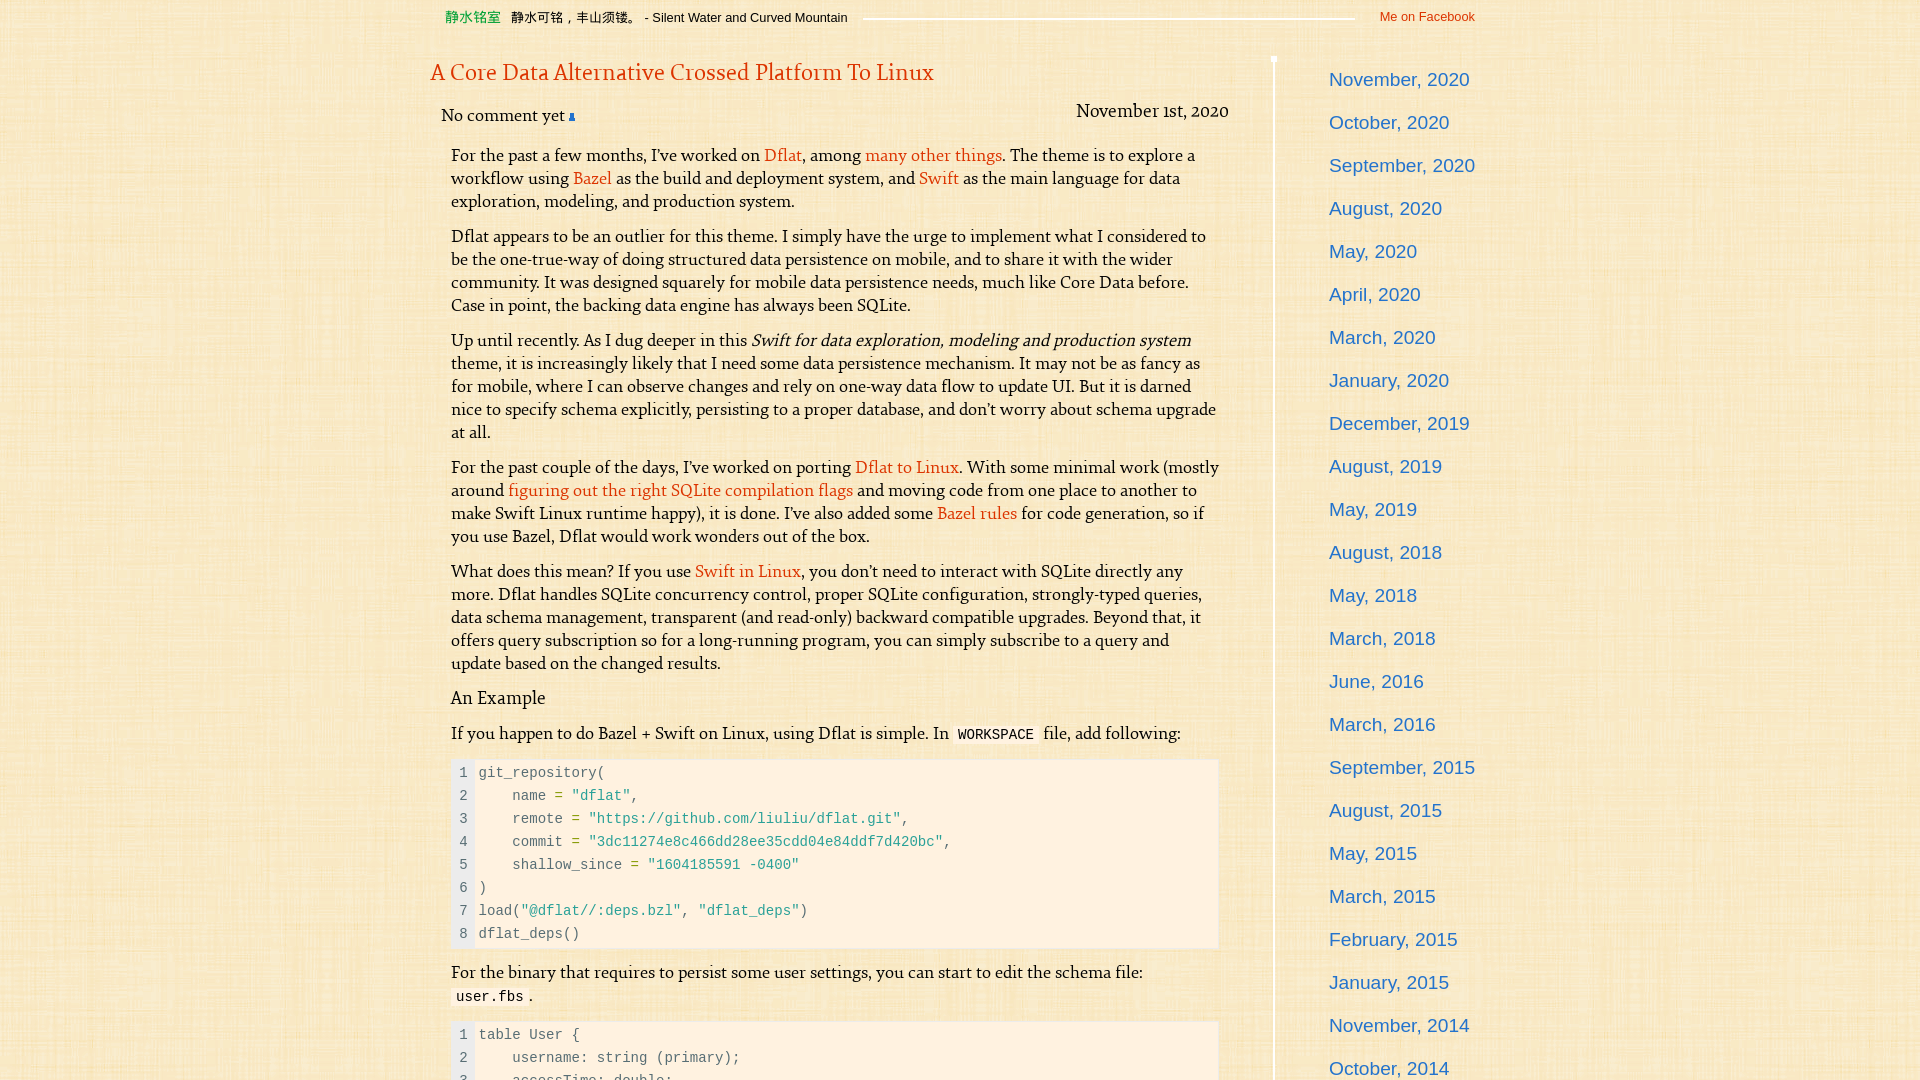 静水铭室 静水可铭，丰山须镂。 - Silent Water and Curved Mountain
Me on Facebook
A Core Data Alternative Crossed Platform To Linux
No comment yet
November 1st, 2020
For the past a few months, I've worked on Dflat, among many other things. The theme is to explore a
workflow using Bazel as the build and deployment system, and Swift as the main language for data
exploration, modeling, and production system.
Dflat appears to be an outlier for this theme. I simply have the urge to implement what I considered to
be the one-true-way of doing structured data persistence on mobile, and to share it with the wider
community. It was designed squarely for mobile data persistence needs, much like Core Data before.
Case in point, the backing data engine has always been SQLite.
Up until recently. As I dug deeper in this Swift for data exploration, modeling and production system
theme, it is increasingly likely that I need some data persistence mechanism. It may not be as fancy as
for mobile, where I can observe changes and rely on one-way data flow to update UI. But it is darned
nice to specify schema explicitly, persisting to a proper database, and don't worry about schema upgrade
at all.
For the past couple of the days, I've worked on porting Dflat to Linux. With some minimal work (mostly
around figuring out the right SQLite compilation flags and moving code from one place to another to
make Swift Linux runtime happy), it is done. I've also added some Bazel rules for code generation, so if
you use Bazel, Dflat would work wonders out of the box.
What does this mean? If you use Swift in Linux, you don't need to interact with SQLite directly any
more. Dflat handles SQLite concurrency control, proper SQLite configuration, strongly-typed queries,
data schema management, transparent (and read-only) backward compatible upgrades. Beyond that, it
offers query subscription so for a long-running program, you can simply subscribe to a query and
update based on the changed results.
An Example
If you happen to do Bazel + Swift on Linux, using Dflat is simple. In WORKSPACE file, add following:
1 git_repository(
2     name = "dflat",
3     remote = "https://github.com/liuliu/dflat.git",
4     commit = "3dc11274e8c466dd28ee35cdd04e84ddf7d420bc",
5     shallow_since = "1604185591 -0400"
6 )
7 load("@dflat//:deps.bzl", "dflat_deps")
8 dflat_deps()
For the binary that requires to persist some user settings, you can start to edit the schema file:
user.fbs.
1 table User {
2     username: string (primary);
3     accessTime: double;
November, 2020
October, 2020
September, 2020
August, 2020
May, 2020
April, 2020
March, 2020
January, 2020
December, 2019
August, 2019
May, 2019
August, 2018
May, 2018
March, 2018
June, 2016
March, 2016
September, 2015
August, 2015
May, 2015
March, 2015
February, 2015
January, 2015
November, 2014
October, 2014